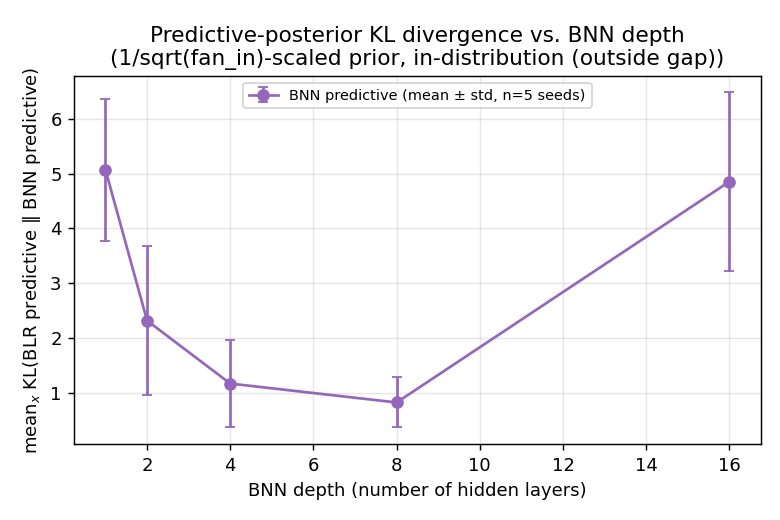 Predictive-posterior KL divergence vs. BNN depth
(1/sqrt(fan_in)-scaled prior, in-distribution (outside gap))
BNN predictive (mean ± std, n=5 seeds)
meanₓ KL(BLR predictive ∥ BNN predictive)
6
5
4
3
2
1
2 4 6 8 10 12 14 16
BNN depth (number of hidden layers)